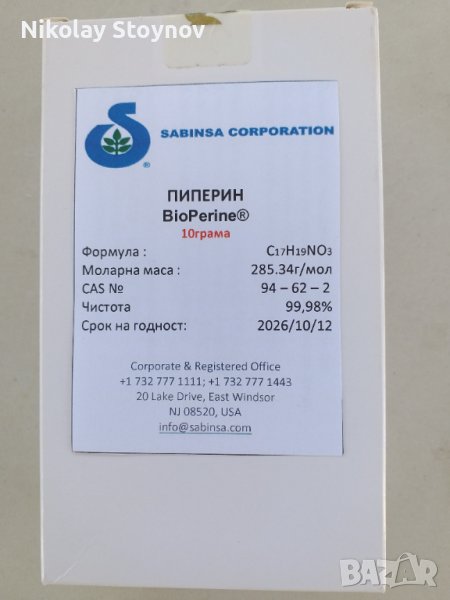 Nikolay Stoynov
SABINSA CORPORATION
®
ПИПЕРИН
BioPerine®
10грама
Формула : C₁₇H₁₉NO₃
Моларна маса : 285.34г/мол
CAS № 94 – 62 – 2
Чистота 99,98%
Срок на годност: 2026/10/12
Corporate & Registered Office
+1 732 777 1111; +1 732 777 1443
20 Lake Drive, East Windsor
NJ 08520, USA
info@sabinsa.com
BAZAR